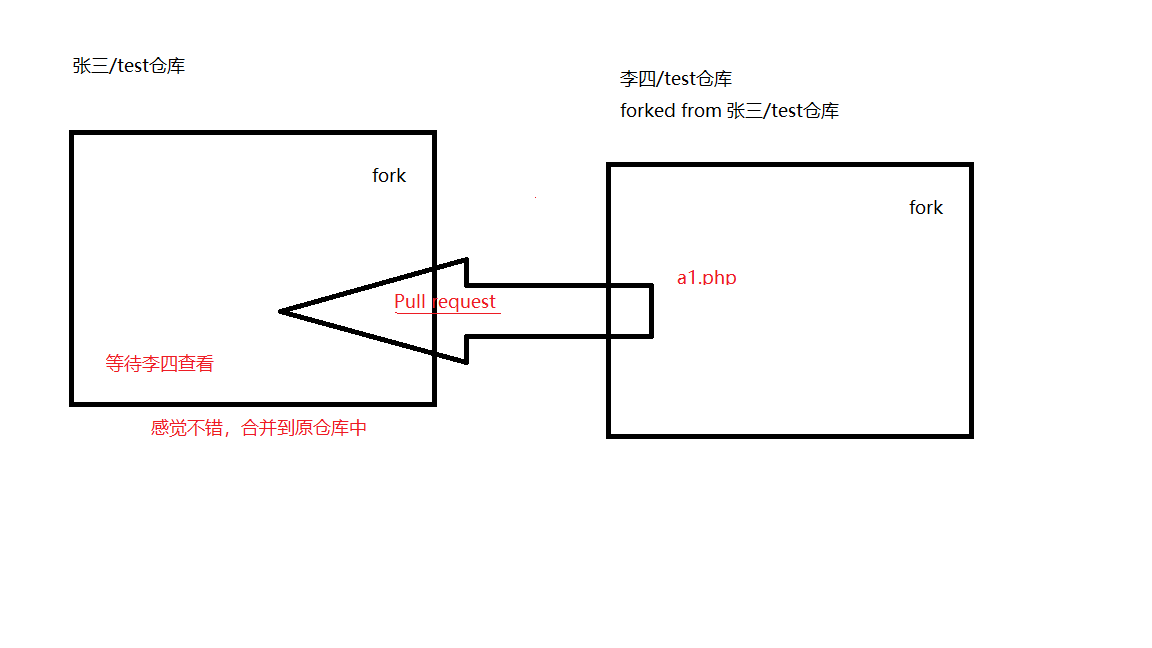 张三/test仓库
李四/test仓库
forked from 张三/test仓库
fork
fork
a1.php
Pull request
等待李四查看
感觉不错，合并到原仓库中